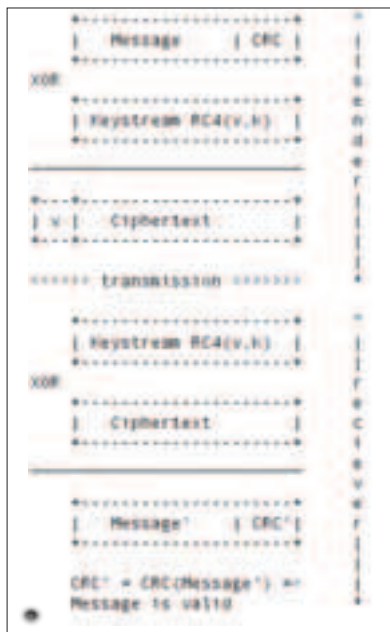 +-----------------------+
| Message | CRC |
+-----------------------+
XOR
+-----------------------+
| Keystream RC4(v,k) |
+-----------------------+
+---+-----------------------+
| v | Ciphertext |
+---+-----------------------+
****** transmission *******
+-----------------------+
| Keystream RC4(v,k) |
+-----------------------+
XOR
+-----------------------+
| Ciphertext |
+-----------------------+
+-----------------------+
| Message' | CRC'|
+-----------------------+
CRC' = CRC(Message') =>
Message is valid
sender
receiver